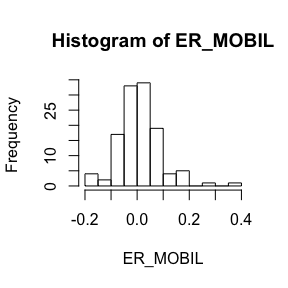 Histogram of ER_MOBIL
Frequency
25
10
0
-0.2 0.0 0.2 0.4
ER_MOBIL